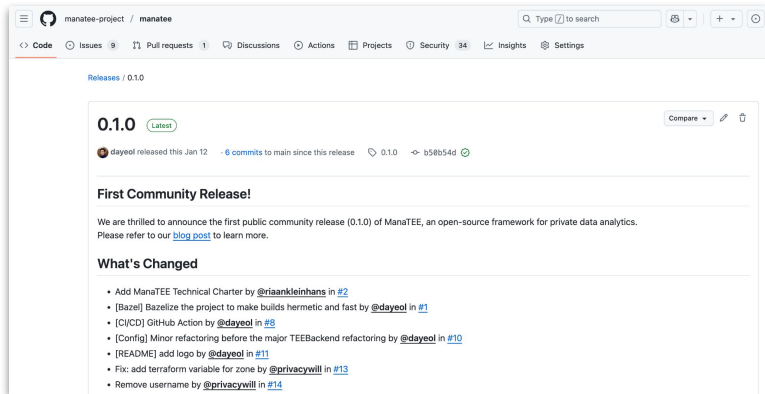 manatee-project / manatee
Type / to search
Code Issues 9 Pull requests 1 Discussions Actions Projects Security 34 Insights Settings
Releases / 0.1.0
0.1.0 Latest
Compare
dayeol released this Jan 12 · 6 commits to main since this release 0.1.0 b50b54d
First Community Release!
We are thrilled to announce the first public community release (0.1.0) of ManaTEE, an open-source framework for private data analytics.
Please refer to our blog post to learn more.
What's Changed
• Add ManaTEE Technical Charter by @riaankleinhans in #2
• [Bazel] Bazelize the project to make builds hermetic and fast by @dayeol in #1
• [CI/CD] GitHub Action by @dayeol in #8
• [Config] Minor refactoring before the major TEEBackend refactoring by @dayeol in #10
• [README] add logo by @dayeol in #11
• Fix: add terraform variable for zone by @privacywill in #13
• Remove username by @privacywill in #14